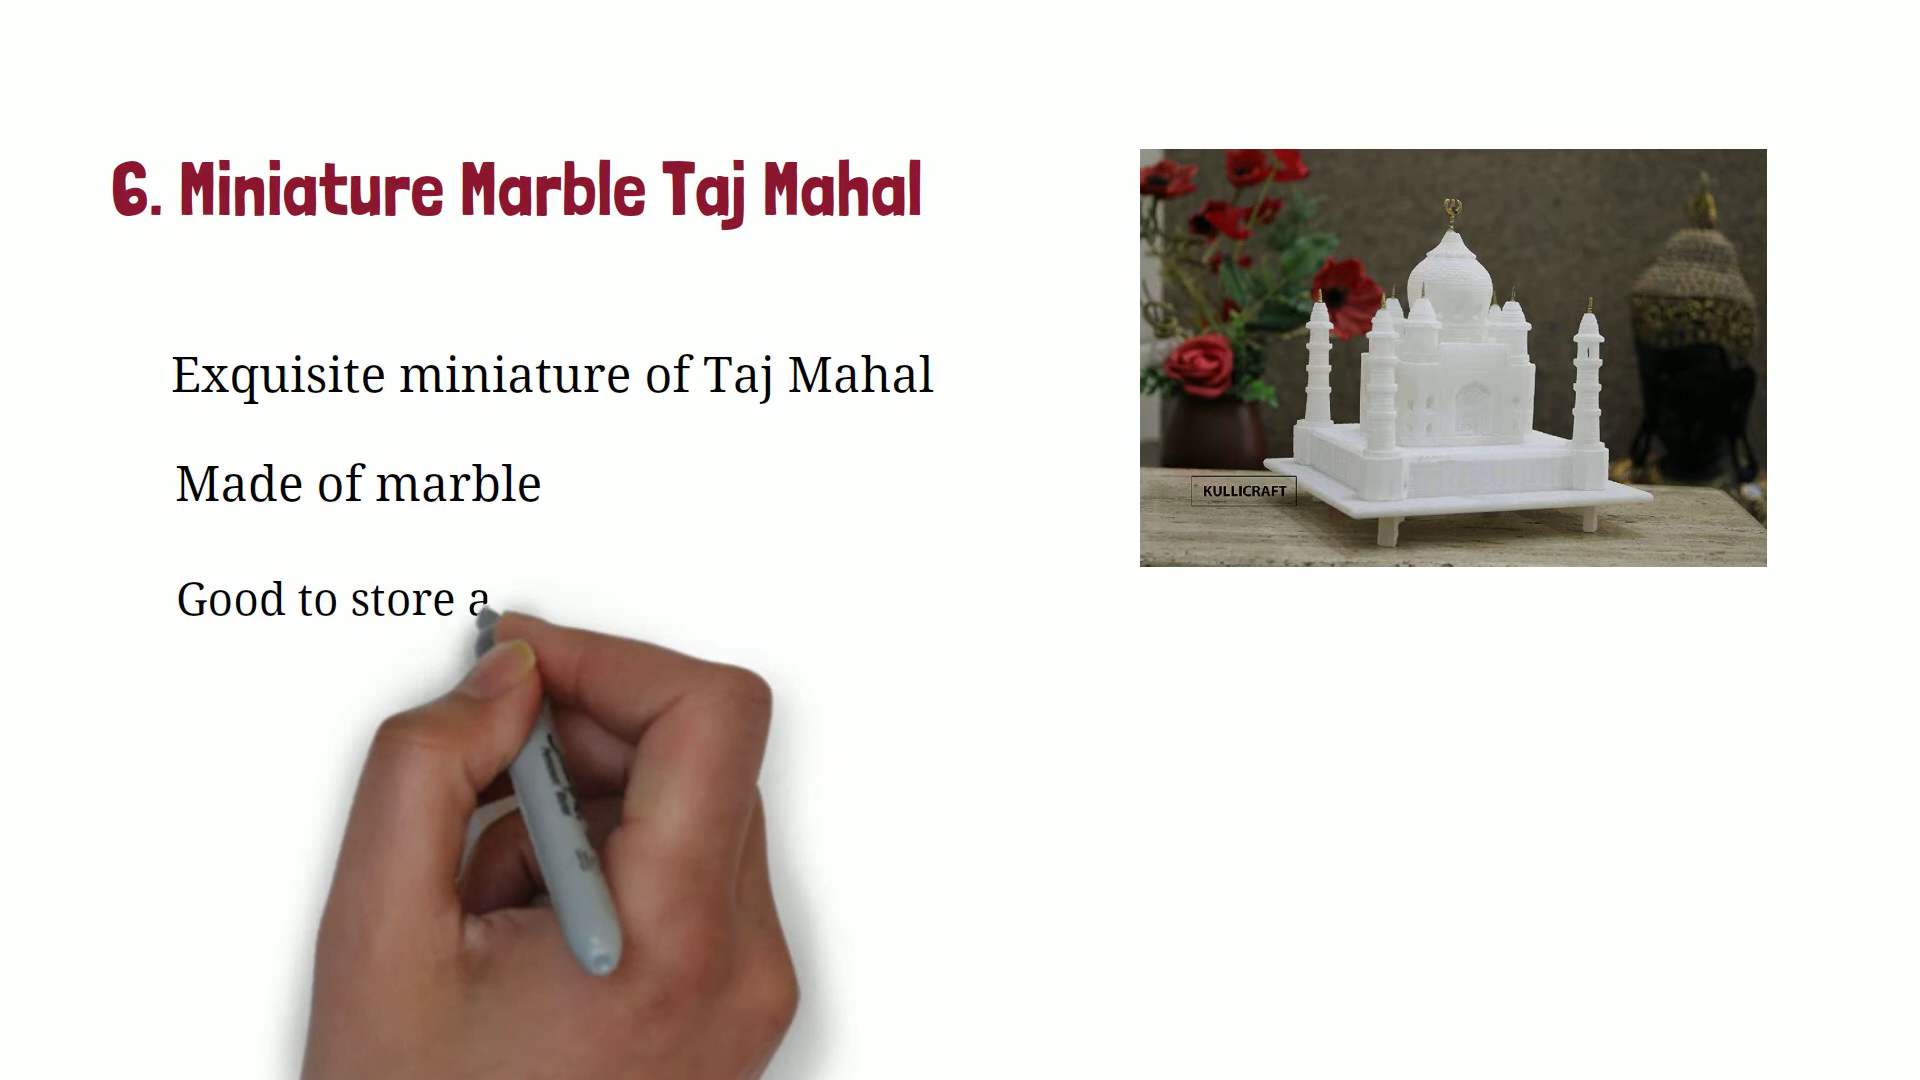 6. Miniature Marble Taj Mahal
Exquisite miniature of Taj Mahal
Made of marble
Good to store a
KULLICRAFT